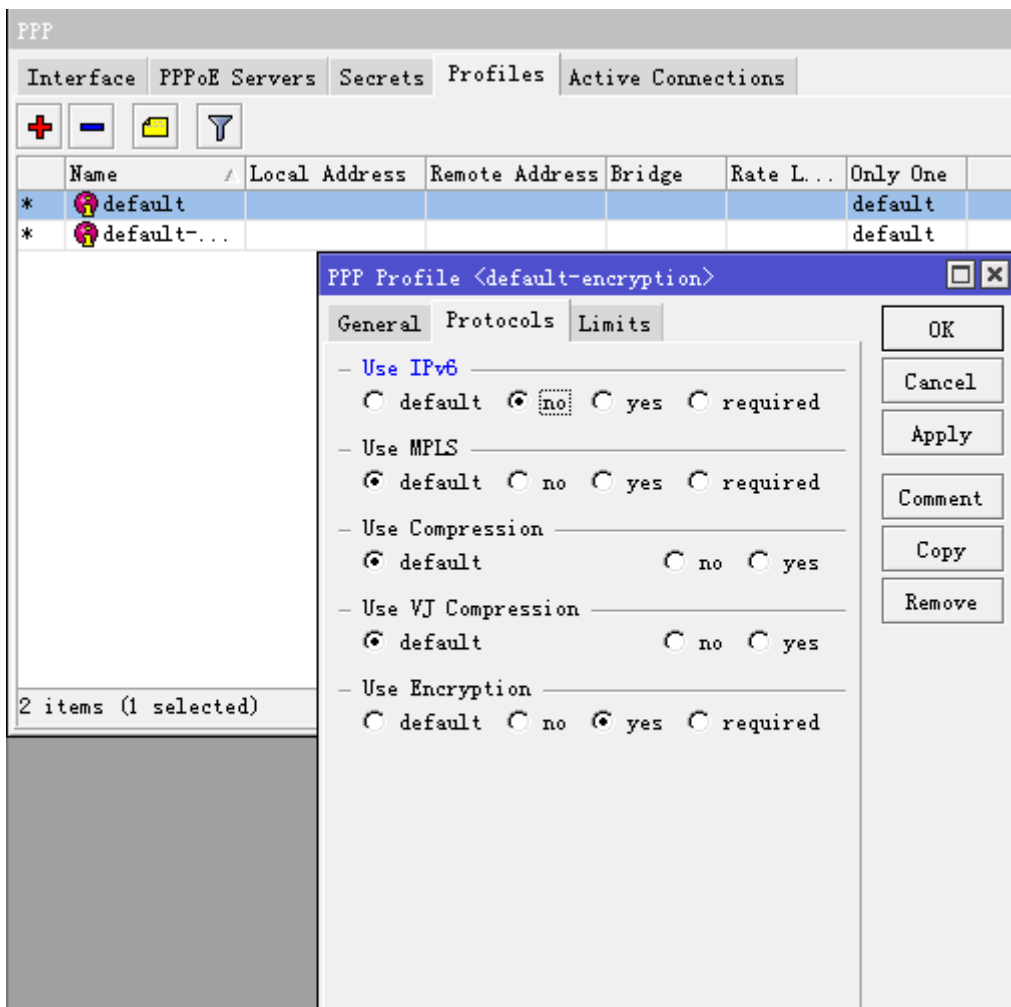 PPP
Interface PPPoE Servers Secrets Profiles Active Connections
Name Local Address Remote Address Bridge Rate L... Only One
* default default
* default-... default
PPP Profile <default-encryption>
General Protocols Limits
OK
Use IPv6
Cancel
default no yes required
Apply
Use MPLS
default no yes required
Comment
Use Compression
Copy
default no yes
Remove
Use VJ Compression
default no yes
Use Encryption
2 items (1 selected)
default no yes required